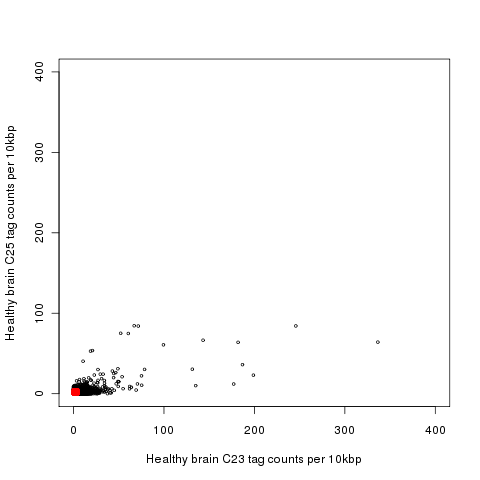 400
300
200
100
0
Healthy brain C25 tag counts per 10kbp
0 100 200 300 400
Healthy brain C23 tag counts per 10kbp